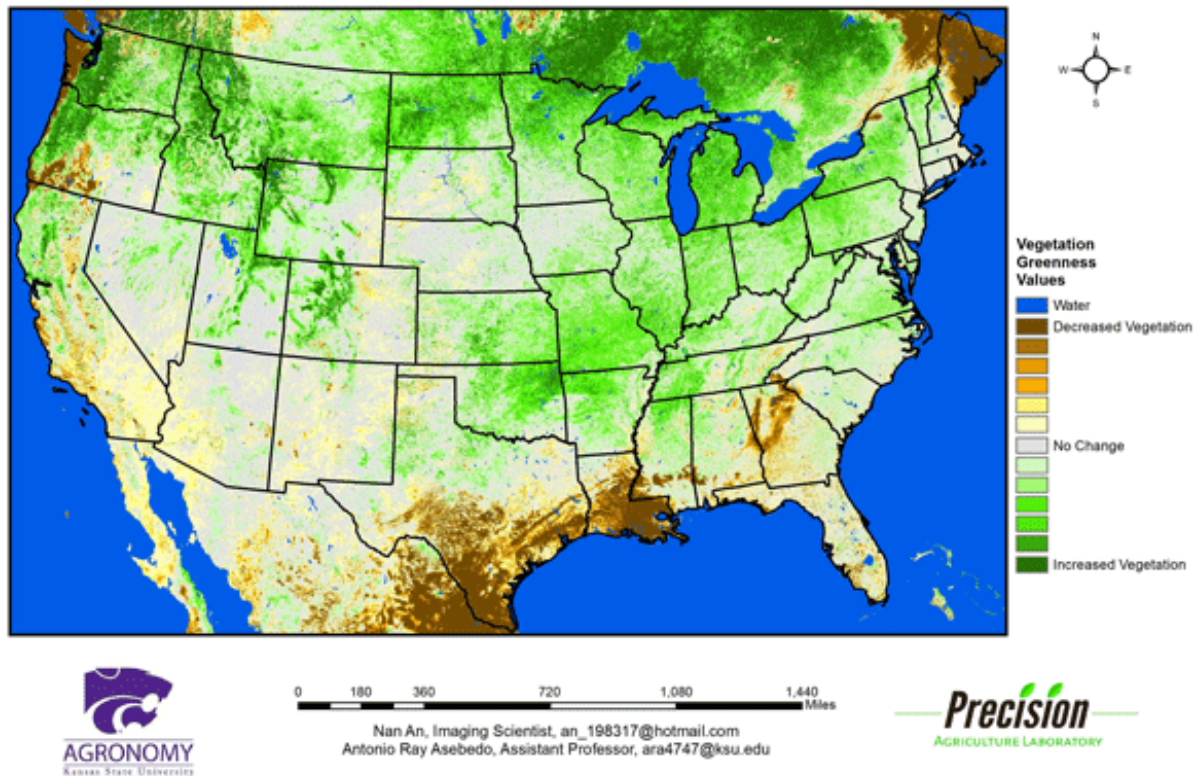 N
W
E
S
Vegetation
Greenness
Values
Water
Decreased Vegetation
No Change
Increased Vegetation
0 180 360 720 1,080 1,440
Miles
Nan An, Imaging Scientist, an_198317@hotmail.com
Antonio Ray Asebedo, Assistant Professor, ara4747@ksu.edu
AGRONOMY
Kansas State University
Precision
AGRICULTURE LABORATORY